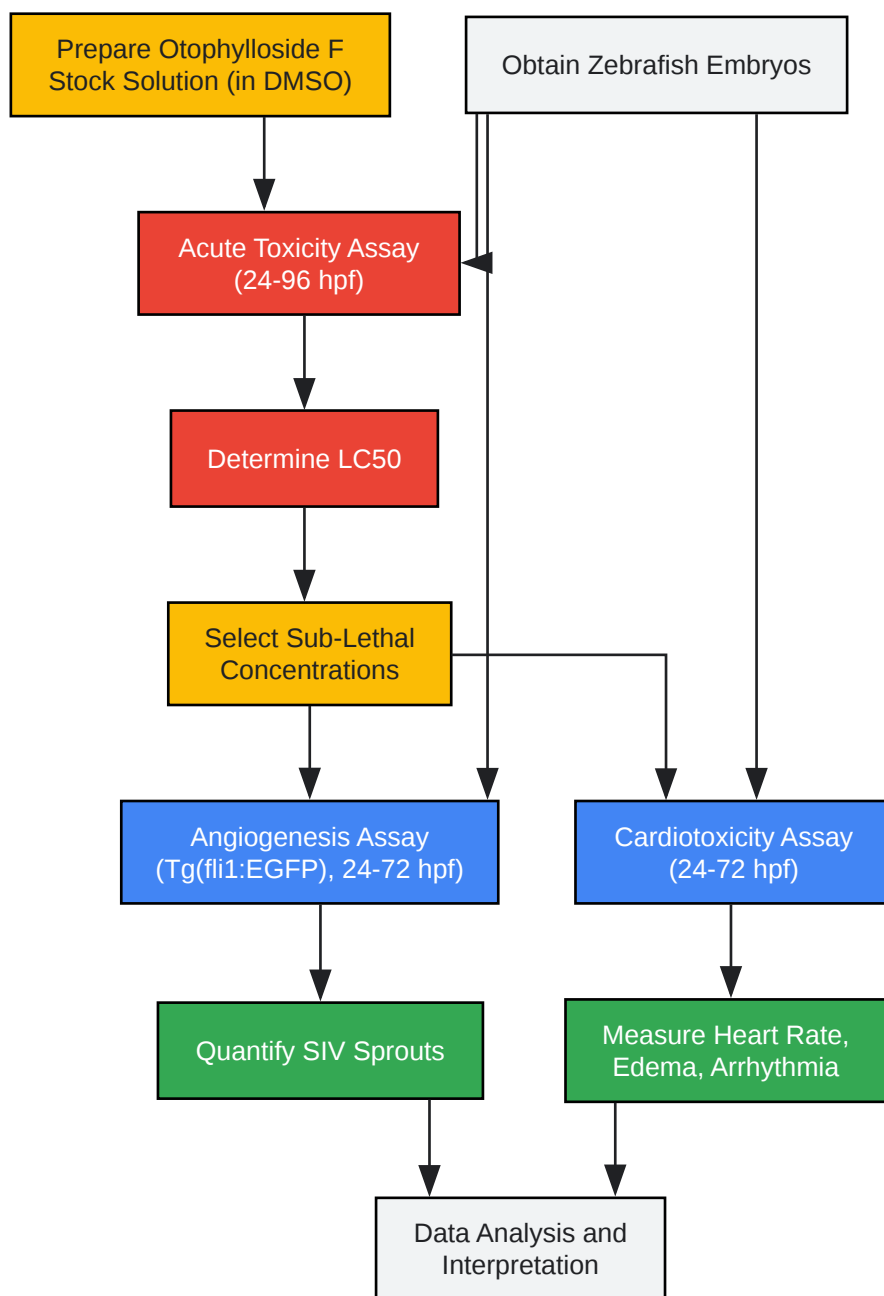 Prepare Otophylloside F
Stock Solution (in DMSO)
Obtain Zebrafish Embryos
Acute Toxicity Assay
(24-96 hpf)
Determine LC50
Select Sub-Lethal
Concentrations
Angiogenesis Assay
(Tg(fli1:EGFP), 24-72 hpf)
Cardiotoxicity Assay
(24-72 hpf)
Quantify SIV Sprouts
Measure Heart Rate,
Edema, Arrhythmia
Data Analysis and
Interpretation